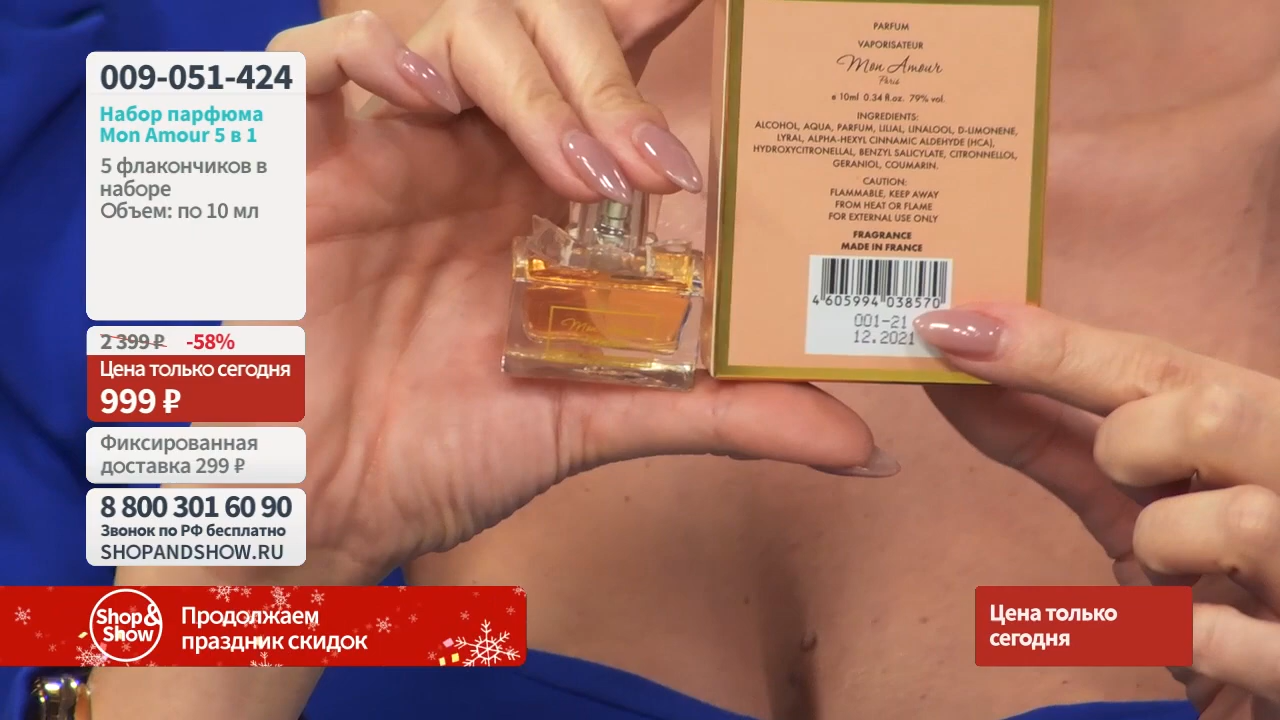 009-051-424
Набор парфюма
Mon Amour 5 в 1
5 флакончиков в
наборе
Объем: по 10 мл
2 399 ₽ -58%
Цена только сегодня
999 ₽
Фиксированная
доставка 299 ₽
8 800 301 60 90
Звонок по РФ бесплатно
SHOPANDSHOW.RU
Shop&
Show
Продолжаем
праздник скидок
Цена только
сегодня
PARFUM
VAPORISATEUR
Mon Amour
Paris
e 10ml 0.34 fl.oz. 79% vol.
INGREDIENTS:
ALCOHOL, AQUA, PARFUM, LILIAL, LINALOOL, D-LIMONENE,
LYRAL, ALPHA-HEXYL CINNAMIC ALDEHYDE (HCA),
HYDROXYCITRONELLAL, BENZYL SALICYLATE, CITRONNELLOL,
GERANIOL, COUMARIN.
CAUTION:
FLAMMABLE, KEEP AWAY
FROM HEAT OR FLAME
FOR EXTERNAL USE ONLY
FRAGRANCE
MADE IN FRANCE
4 605994 038570
001-21
12.2021
Mon